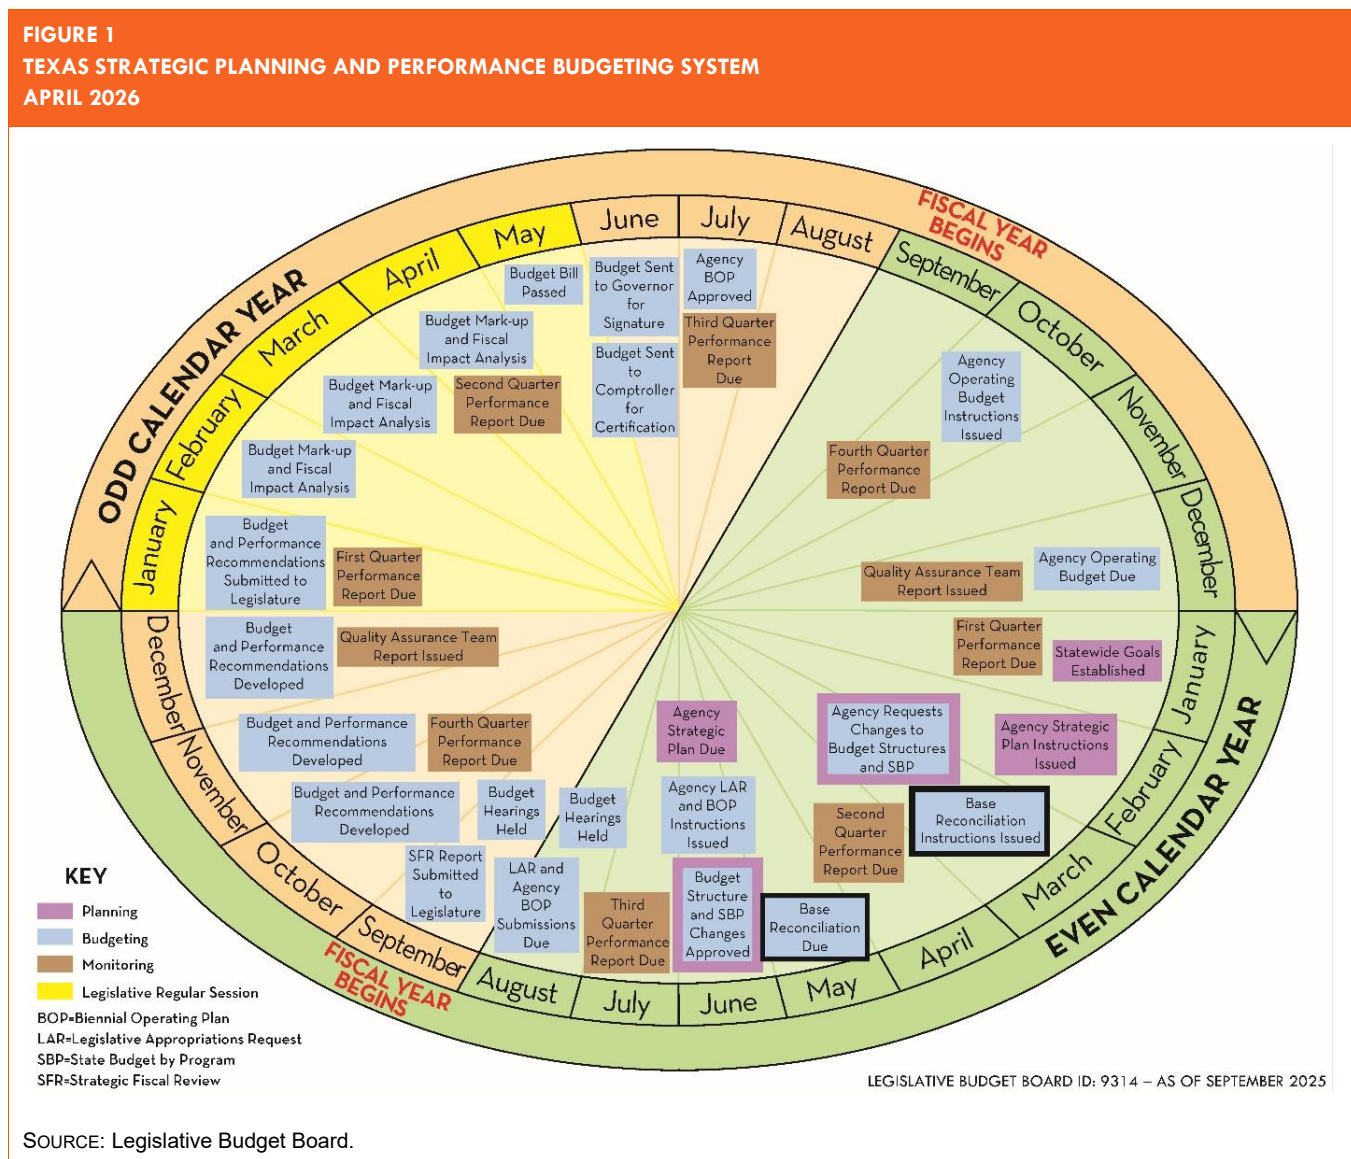 FIGURE 1
TEXAS STRATEGIC PLANNING AND PERFORMANCE BUDGETING SYSTEM
APRIL 2026
ODD CALENDAR YEAR
FISCAL YEAR
BEGINS
January
February
March
April
May
June
July
August
September
October
November
December
Budget
and Performance
Recommendations
Submitted to
Legislature
First Quarter
Performance
Report Due
Budget Mark-up
and Fiscal
Impact Analysis
Budget Mark-up
and Fiscal
Impact Analysis
Second Quarter
Performance
Report Due
Budget Mark-up
and Fiscal
Impact Analysis
Budget Bill
Passed
Budget Sent
to Governor
for
Signature
Budget Sent
to
Comptroller
for
Certification
Agency
BOP
Approved
Third Quarter
Performance
Report
Due
Agency
Operating
Budget
Instructions
Issued
Fourth Quarter
Performance
Report Due
Quality Assurance Team
Report Issued
Agency Operating
Budget Due
EVEN CALENDAR YEAR
January
February
March
April
May
June
July
August
September
October
November
December
FISCAL YEAR
BEGINS
First Quarter
Performance
Report Due
Statewide Goals
Established
Agency Requests
Changes to
Budget Structures
and SBP
Agency Strategic
Plan Instructions
Issued
Second
Quarter
Performance
Report Due
Base
Reconciliation
Instructions Issued
Base
Reconciliation
Due
Agency
Strategic
Plan Due
Agency LAR
and BOP
Instructions
Issued
Budget
Structure
and SBP
Changes
Approved
Third
Quarter
Performance
Report Due
Budget
Hearings
Held
LAR and
Agency
BOP
Submissions
Due
Budget
Hearings
Held
SFR Report
Submitted
to
Legislature
Budget and Performance
Recommendations
Developed
Budget and Performance
Recommendations
Developed
Fourth Quarter
Performance
Report Due
Budget
and Performance
Recommendations
Developed
Quality Assurance Team
Report Issued
KEY
Planning
Budgeting
Monitoring
Legislative Regular Session
BOP=Biennial Operating Plan
LAR=Legislative Appropriations Request
SBP=State Budget by Program
SFR=Strategic Fiscal Review
LEGISLATIVE BUDGET BOARD ID: 9314 – AS OF SEPTEMBER 2025
SOURCE: Legislative Budget Board.